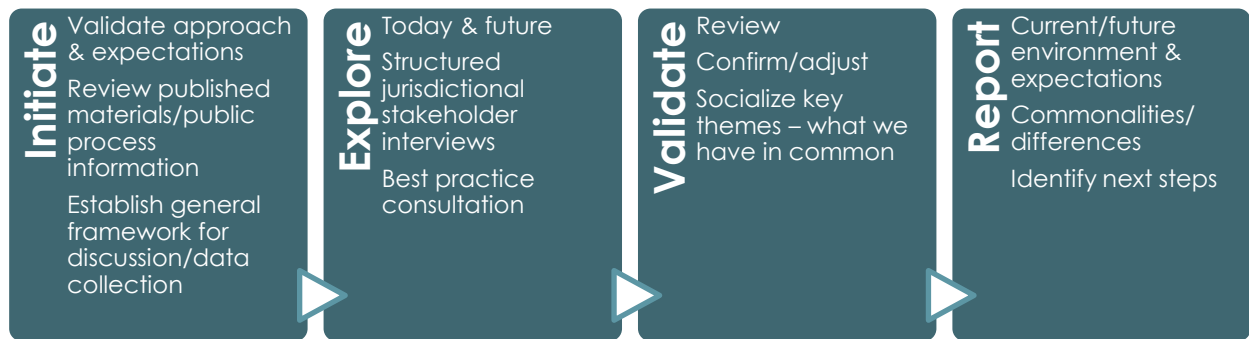 Initiate
Validate approach
& expectations
Review published
materials/public
process
information
Establish general
framework for
discussion/data
collection
Explore
Today & future
Structured
jurisdictional
stakeholder
interviews
Best practice
consultation
Validate
Review
Confirm/adjust
Socialize key
themes – what we
have in common
Report
Current/future
environment &
expectations
Commonalities/
differences
Identify next steps